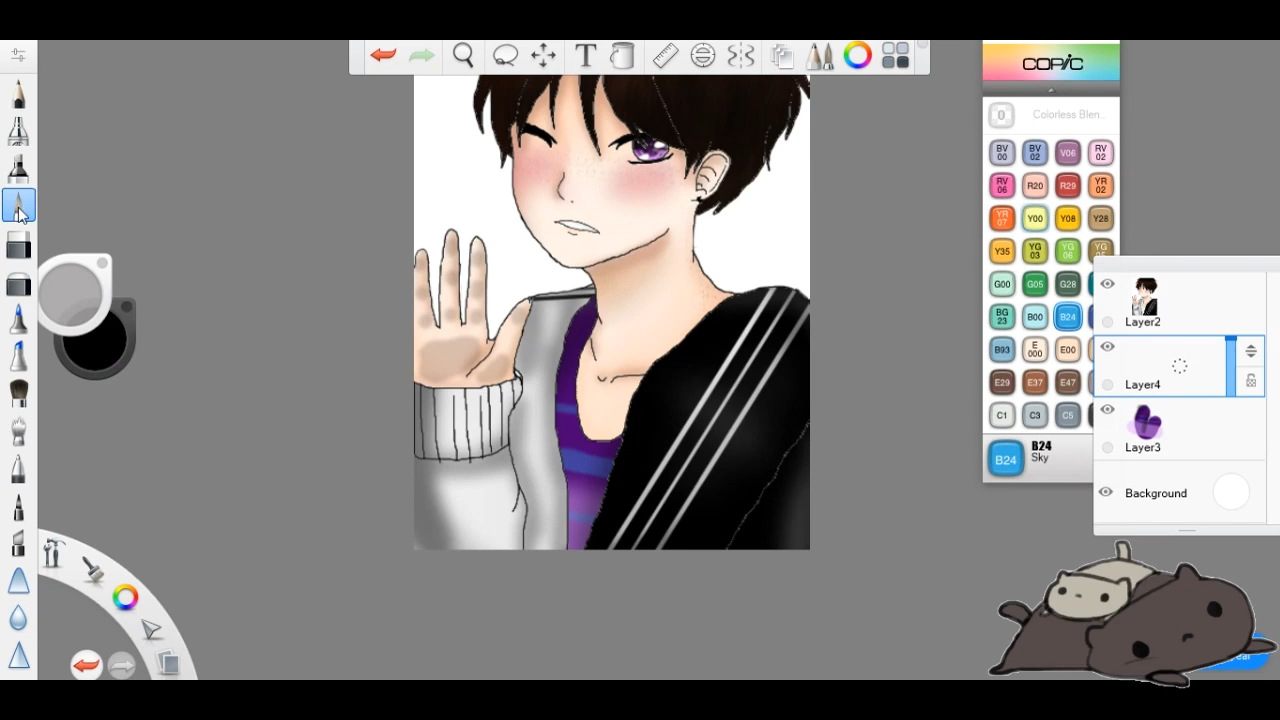 T
COPIC
0 Colorless Blen..
BV 00 BV 02 V06 RV 02
RV 06 R20 R29 YR 02
YR 07 Y00 Y08 Y28
Y35 YG 03 YG 06 YG
G00 G05 G28
BG 23 B00 B24
B93 E 000 E00
E29 E37 E47
C1 C3 C5
B24 B24
Sky
Layer2
Layer4
Layer3
Background